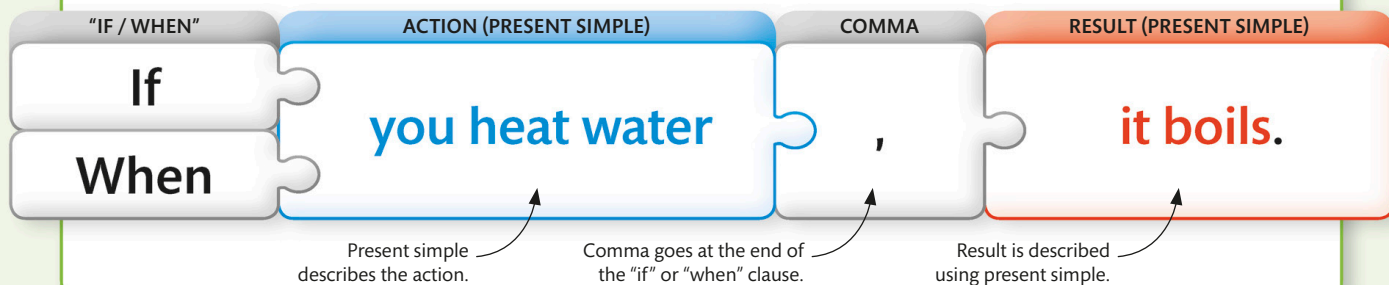 "IF / WHEN" ACTION (PRESENT SIMPLE) COMMA RESULT (PRESENT SIMPLE)
If
When
you heat water , it boils.
Present simple
describes the action.
Comma goes at the end of
the "if" or "when" clause.
Result is described
using present simple.